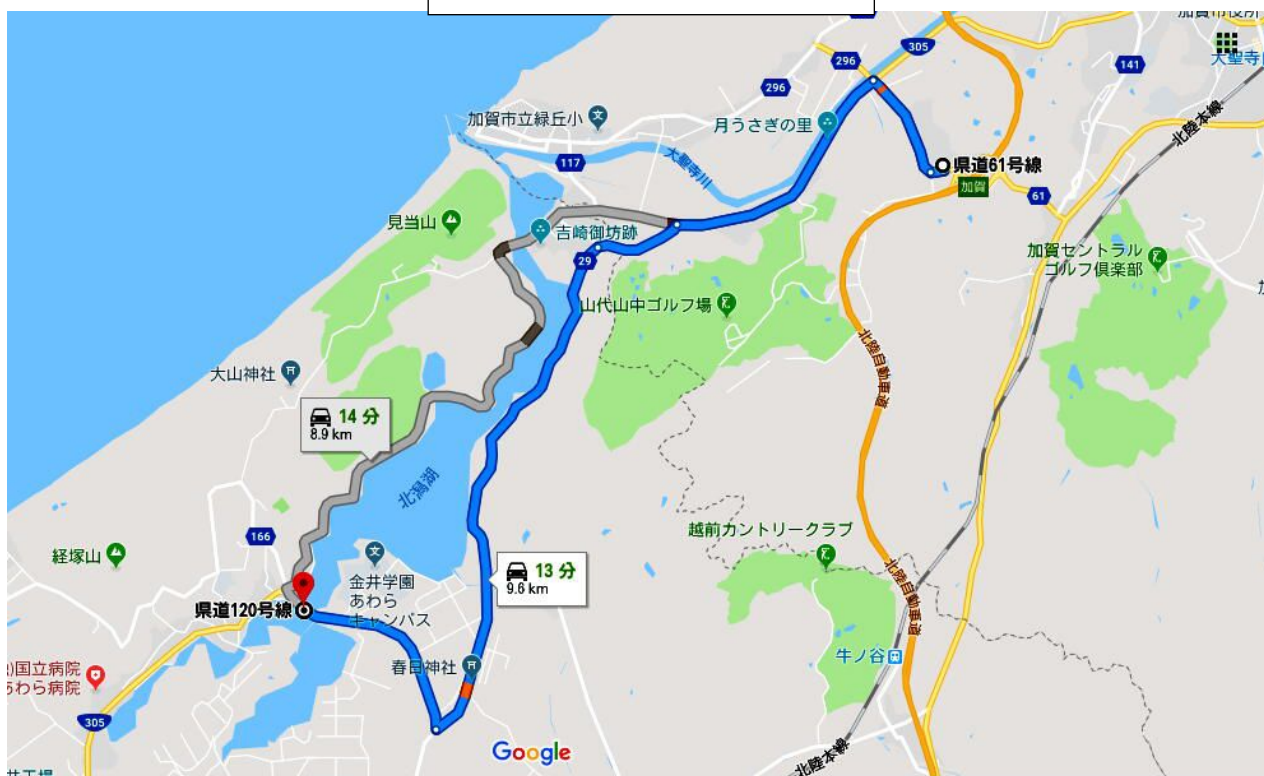 加賀市役所
大聖寺
305
296
296
141
加賀市立緑丘小
月うさぎの里
北陸本線
117
大聖寺川
県道61号線
加賀
61
見当山
吉崎御坊跡
29
加賀セントラル
ゴルフ倶楽部
山代山中ゴルフ場
北陸自動車道
大山神社
14 分
8.9 km
北潟湖
166
経塚山
越前カントリークラブ
13 分
9.6 km
金井学園
あわら
キャンパス
北陸自動車道
県道120号線
春日神社
牛ノ谷
国立病院
あわら病院
305
Google
北陸本線